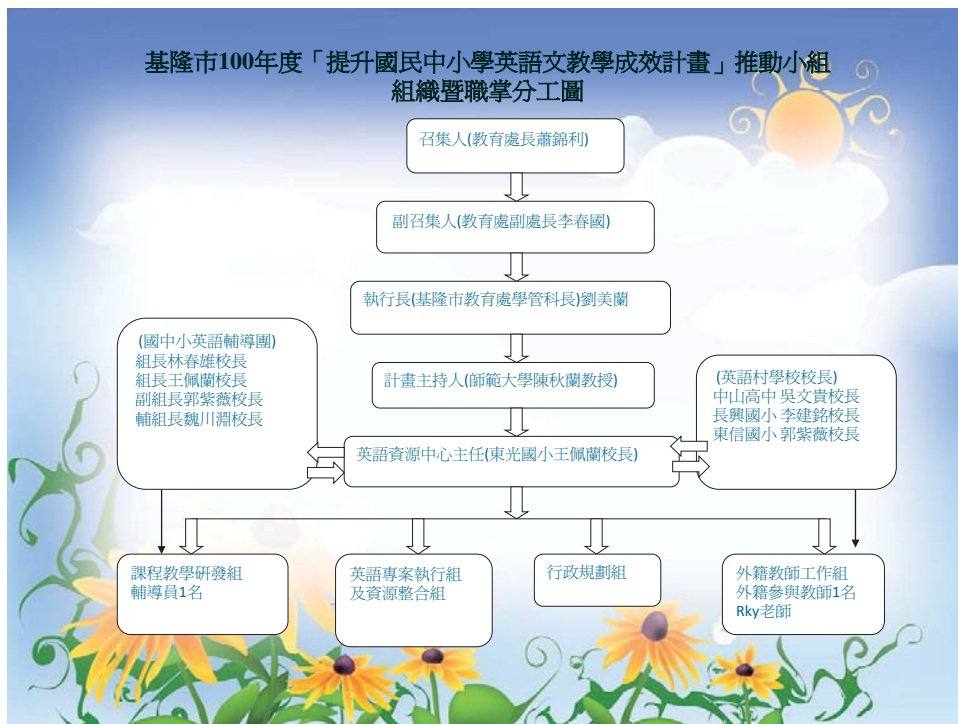 基隆市100年度「提升國民中小學英語文教學成效計畫」推動小組
組織暨職掌分工圖
召集人(教育處長蕭錦利)
副召集人(教育處副處長李春國)
執行長(基隆市教育處學管科長)劉美蘭
(國中小英語輔導團)
組長林春雄校長
組長王佩蘭校長
副組長郭紫薇校長
輔組長魏川淵校長
計畫主持人(師範大學陳秋蘭教授)
(英語村學校校長)
中山高中 吳文貴校長
長興國小 李建銘校長
東信國小 郭紫薇校長
英語資源中心主任(東光國小王佩蘭校長)
課程教學研發組
輔導員1名
英語專案執行組
及資源整合組
行政規劃組
外籍教師工作組
外籍參與教師1名
Rky老師